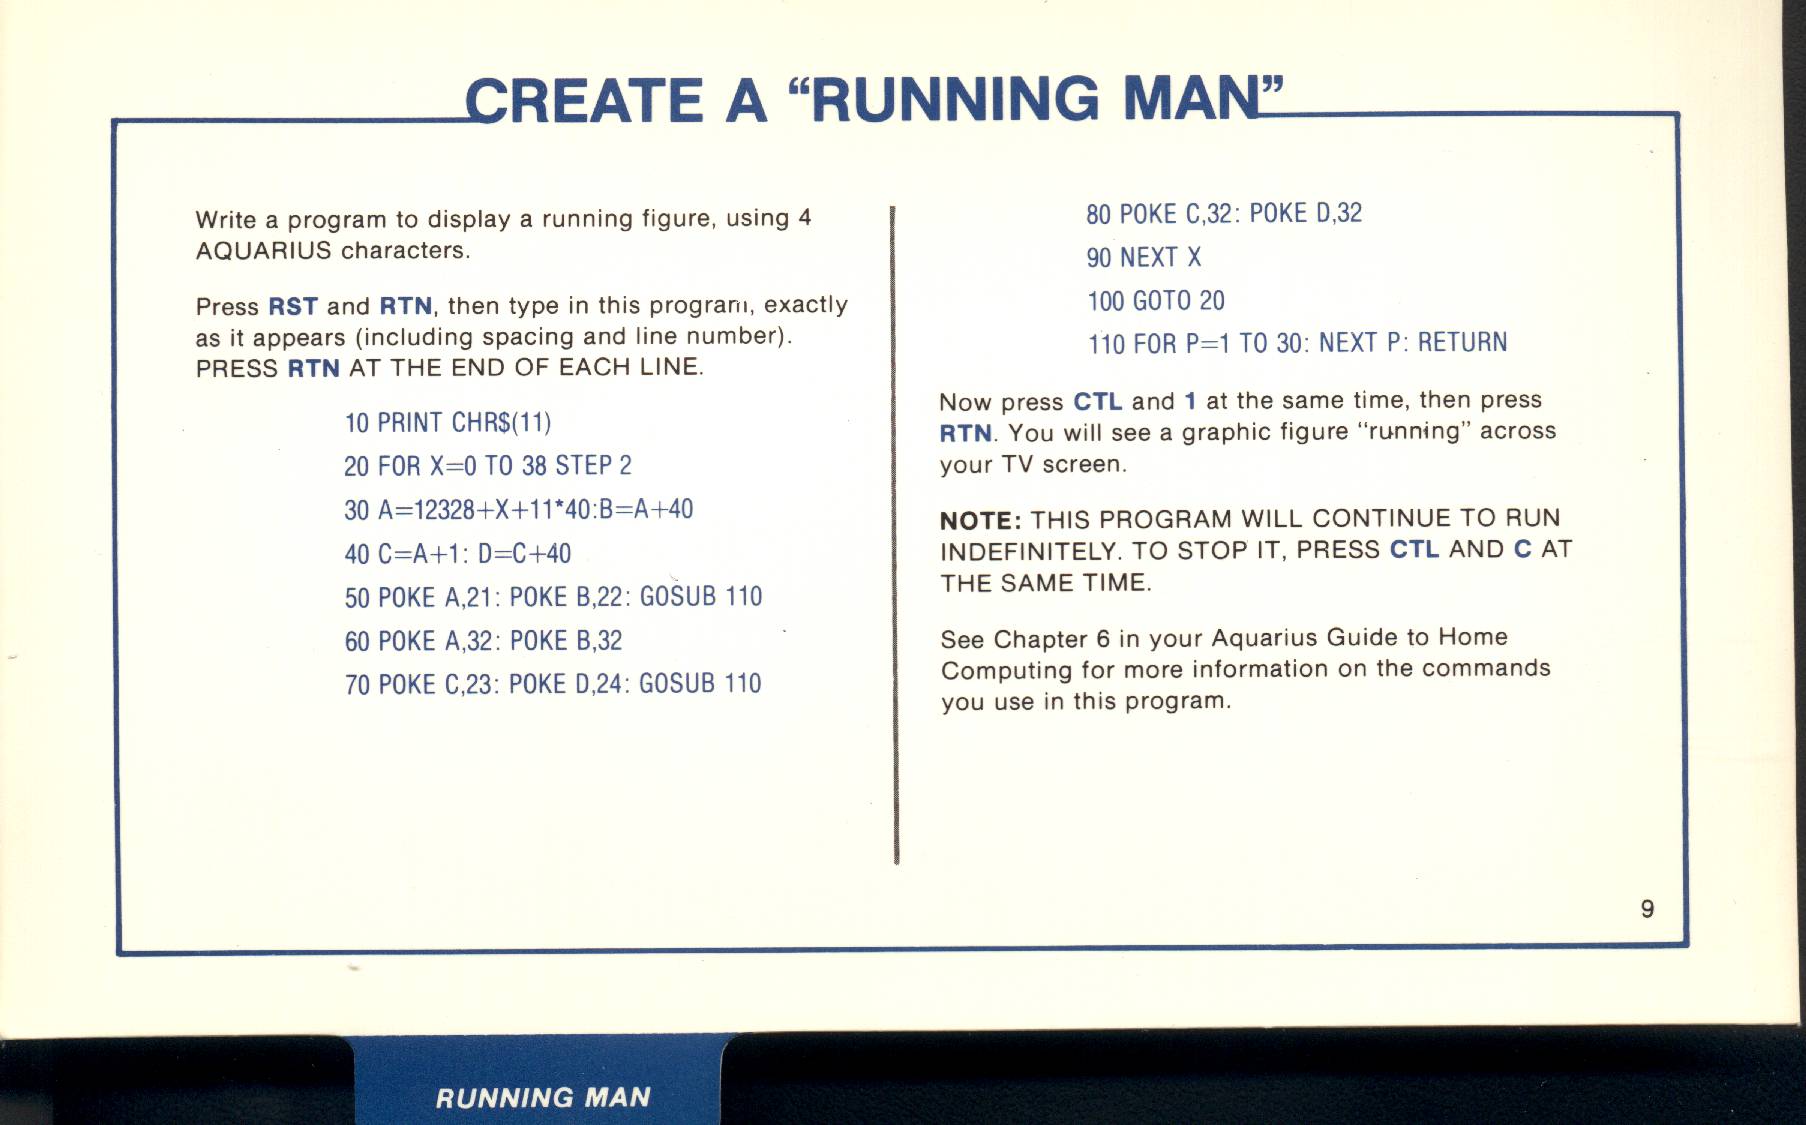 CREATE A “RUNNING MAN”
Write a program to display a running figure, using 4
AQUARIUS characters.
Press RST and RTN, then type in this program, exactly
as it appears (including spacing and line number).
PRESS RTN AT THE END OF EACH LINE.
10 PRINT CHR$(11)
20 FOR X=0 TO 38 STEP 2
30 A=12328+X+11*40:B=A+40
40 C=A+1: D=C+40
50 POKE A,21: POKE B,22: GOSUB 110
60 POKE A,32: POKE B,32
70 POKE C,23: POKE D,24: GOSUB 110
80 POKE C,32: POKE D,32
90 NEXT X
100 GOTO 20
110 FOR P=1 TO 30: NEXT P: RETURN
Now press CTL and 1 at the same time, then press
RTN. You will see a graphic figure “running” across
your TV screen.
NOTE: THIS PROGRAM WILL CONTINUE TO RUN
INDEFINITELY. TO STOP IT, PRESS CTL AND C AT
THE SAME TIME.
See Chapter 6 in your Aquarius Guide to Home
Computing for more information on the commands
you use in this program.
9
RUNNING MAN